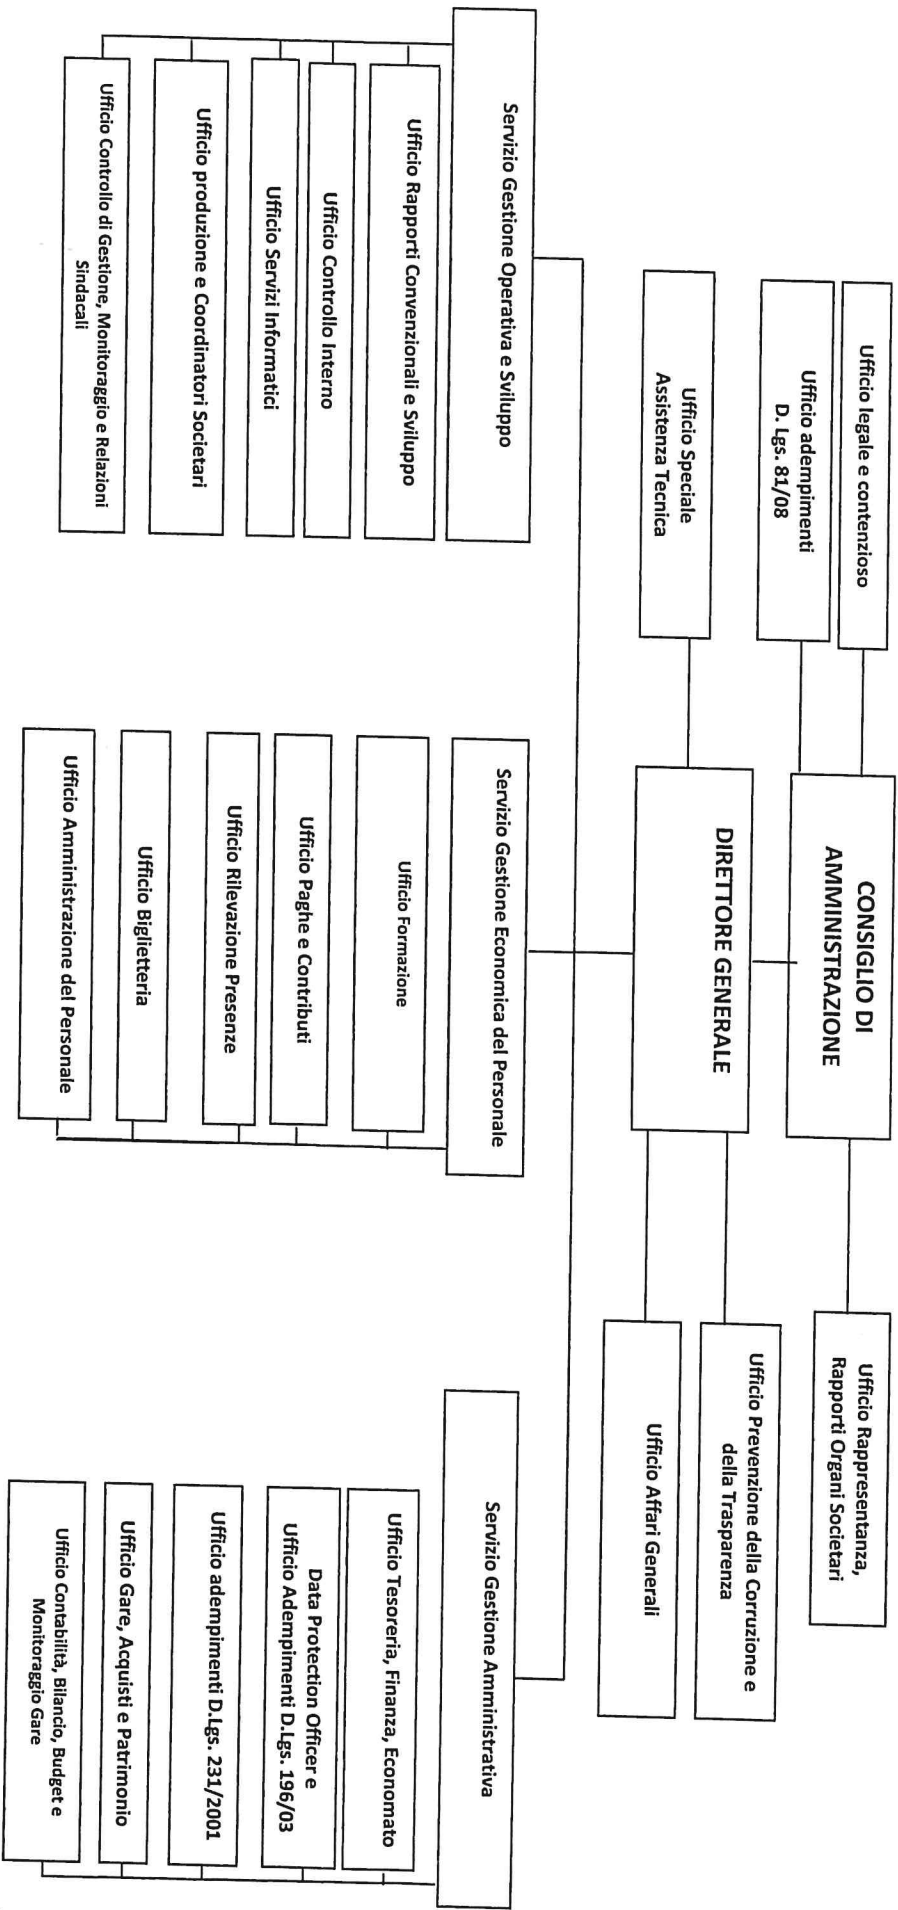 CONSIGLIO DI
AMMINISTRAZIONE
Ufficio legale e contenzioso
Ufficio adempimenti
D. Lgs. 81/08
Ufficio Rappresentanza,
Rapporti Organi Societari
DIRETTORE GENERALE
Ufficio Speciale
Assistenza Tecnica
Ufficio Prevenzione della Corruzione e
della Trasparenza
Ufficio Affari Generali
Servizio Gestione Operativa e Sviluppo
Ufficio Rapporti Convenzionali e Sviluppo
Ufficio Controllo Interno
Ufficio Servizi Informatici
Ufficio produzione e Coordinatori Societari
Ufficio Controllo di Gestione, Monitoraggio e Relazioni
Sindacali
Servizio Gestione Economica del Personale
Ufficio Formazione
Ufficio Paghe e Contributi
Ufficio Rilevazione Presenze
Ufficio Biglietteria
Ufficio Amministrazione del Personale
Servizio Gestione Amministrativa
Ufficio Tesoreria, Finanza, Economato
Data Protection Officer e
Ufficio Adempimenti D.Lgs. 196/03
Ufficio adempimenti D.Lgs. 231/2001
Ufficio Gare, Acquisti e Patrimonio
Ufficio Contabilità, Bilancio, Budget e
Monitoraggio Gare